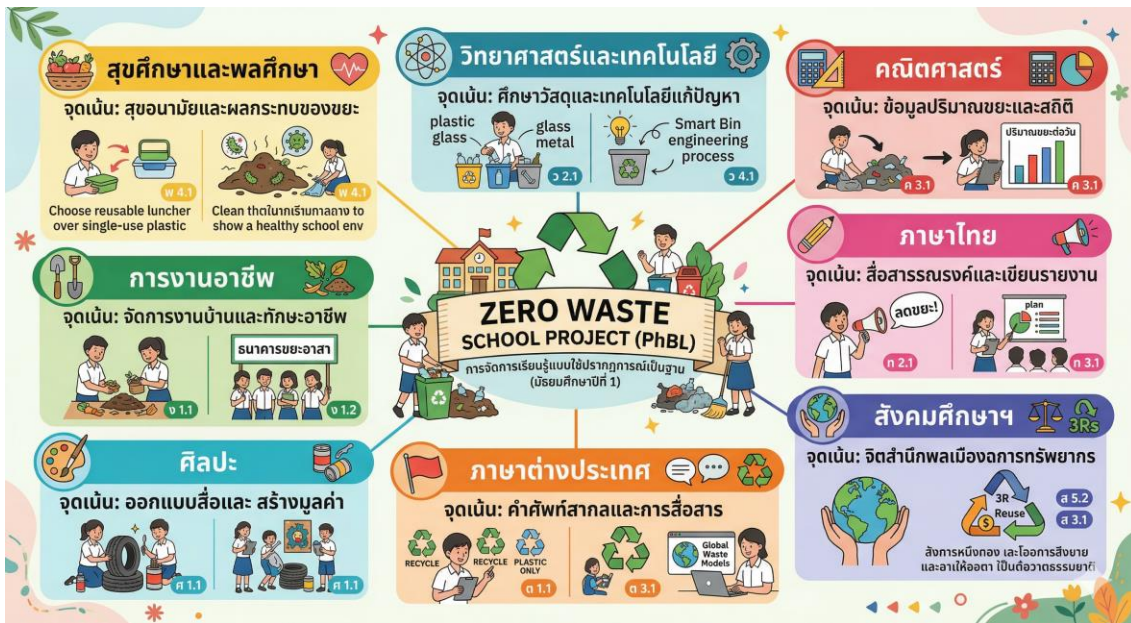 สุขศึกษาและพลศึกษา
จุดเน้น: สุขอนามัยและผลกระทบของขยะ
พ 4.1
พ 4.1
Choose reusable luncher
over single-use plastic
Clean to
show a healthy school env
วิทยาศาสตร์และเทคโนโลยี
จุดเน้น: ศึกษาวัสดุและเทคโนโลยีแก้ปัญหา
plastic
glass
glass
metal
ว 2.1
Smart Bin
engineering
process
ว 4.1
คณิตศาสตร์
จุดเน้น: ข้อมูลปริมาณขยะและสถิติ
ปริมาณขยะต่อวัน
ค 3.1
ค 3.1
การงานอาชีพ
จุดเน้น: จัดการงานบ้านและทักษะอาชีพ
ธนาคารขยะอาสา
ง 1.1
ง 1.2
ZERO WASTE
SCHOOL PROJECT (PhBL)
การจัดการเรียนรู้แบบใช้ปรากฏการณ์เป็นฐาน
(มัธยมศึกษาปีที่ 1)
ภาษาไทย
จุดเน้น: สื่อสารรณรงค์และเขียนรายงาน
ลดขยะ!
plan
ท 2.1
ท 3.1
ศิลปะ
จุดเน้น: ออกแบบสื่อและ สร้างมูลค่า
ศ 1.1
ศ 1.1
ภาษาต่างประเทศ
จุดเน้น: คำศัพท์สากลและการสื่อสาร
RECYCLE
RECYCLE
PLASTIC
ONLY
ต 1.1
Global
Waste
Models
ต 3.1
สังคมศึกษาฯ
3Rs
จุดเน้น: จิตสำนึกพลเมืองฉการทรัพยากร
3R
Reuse
$
ส 5.2
ส 3.1